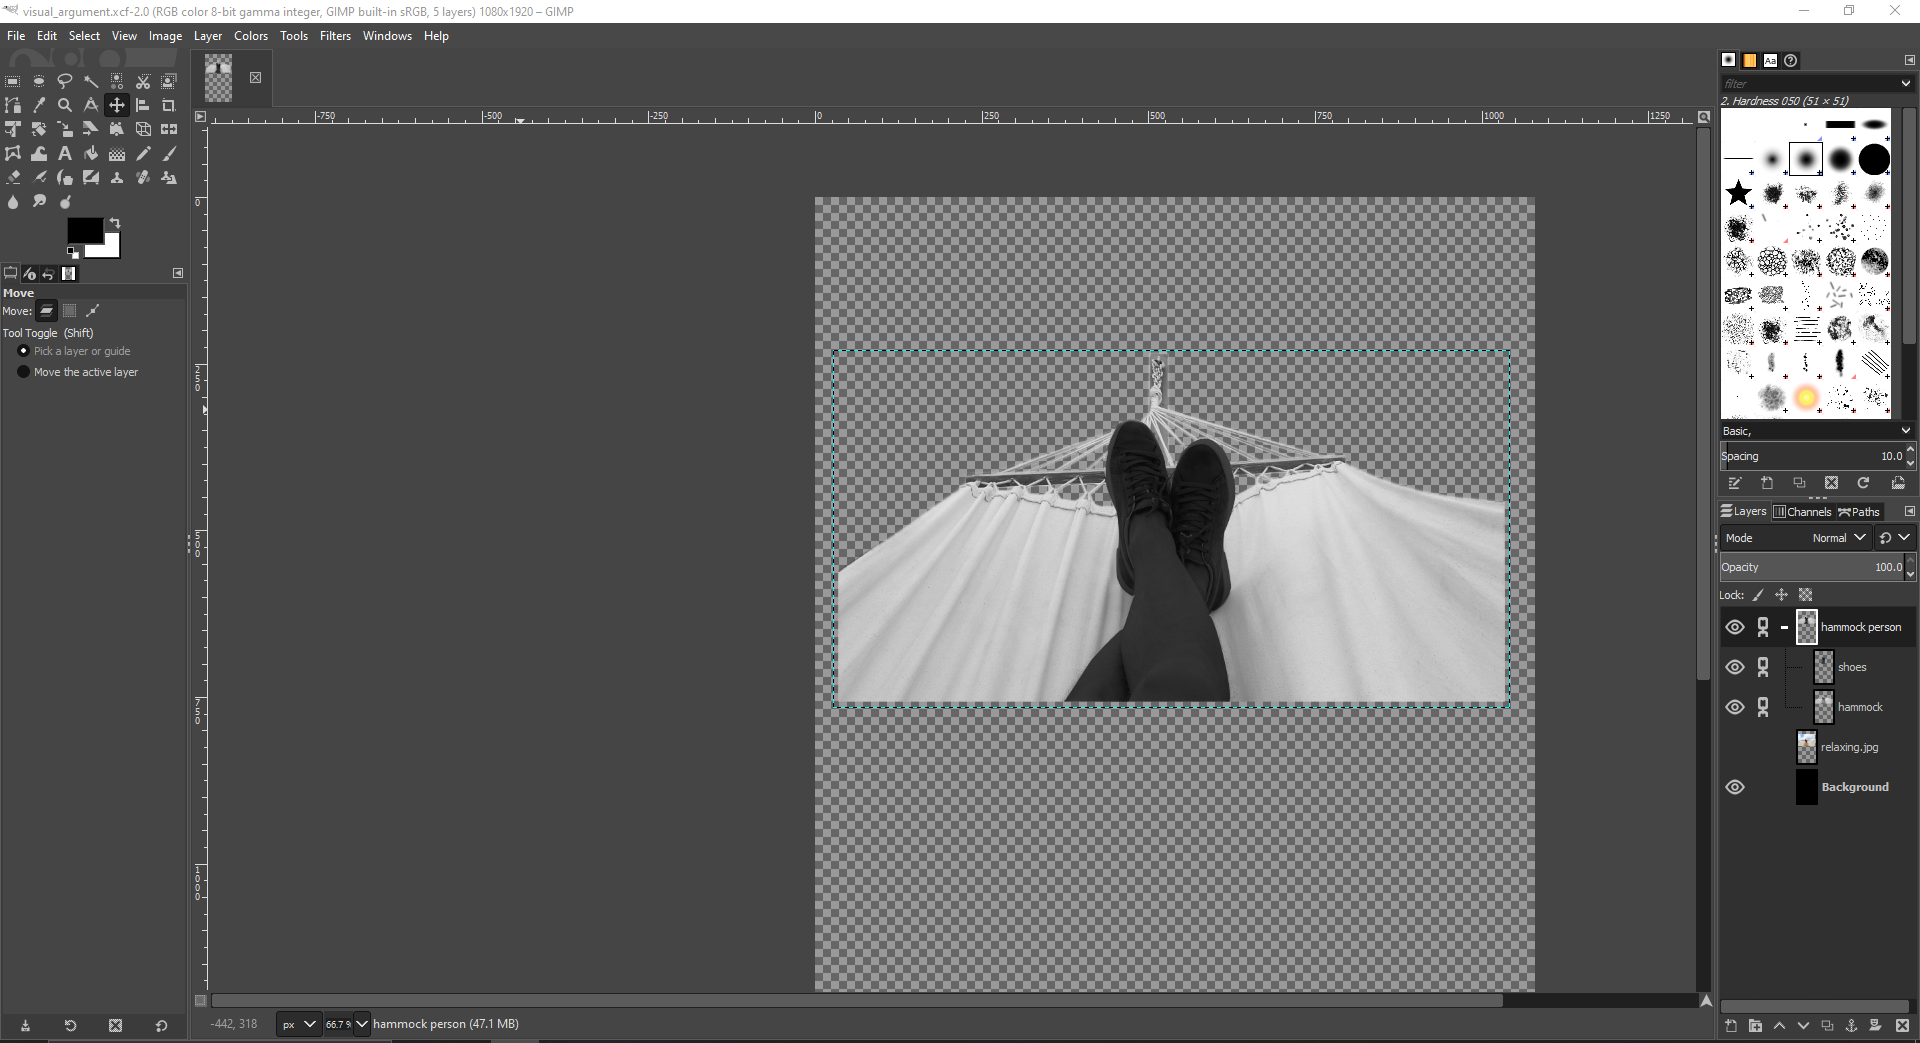 visual_argument.xcf-2.0 (RGB color 8-bit gamma integer, GIMP built-in sRGB, 5 layers) 1080x1920 – GIMP
File Edit Select View Image Layer Colors Tools Filters Windows Help
Move
Move:
Tool Toggle (Shift)
Pick a layer or guide
Move the active layer
-750 -500 -250 0 250 500 750 1000 1250
0
250
500
750
1000
-442, 318 px 66.7 % hammock person (47.1 MB)
Aa
filter
2. Hardness 050 (51 × 51)
Basic,
Spacing 10.0
Layers Channels Paths
Mode Normal
Opacity 100.0
Lock:
hammock person
shoes
hammock
relaxing.jpg
Background